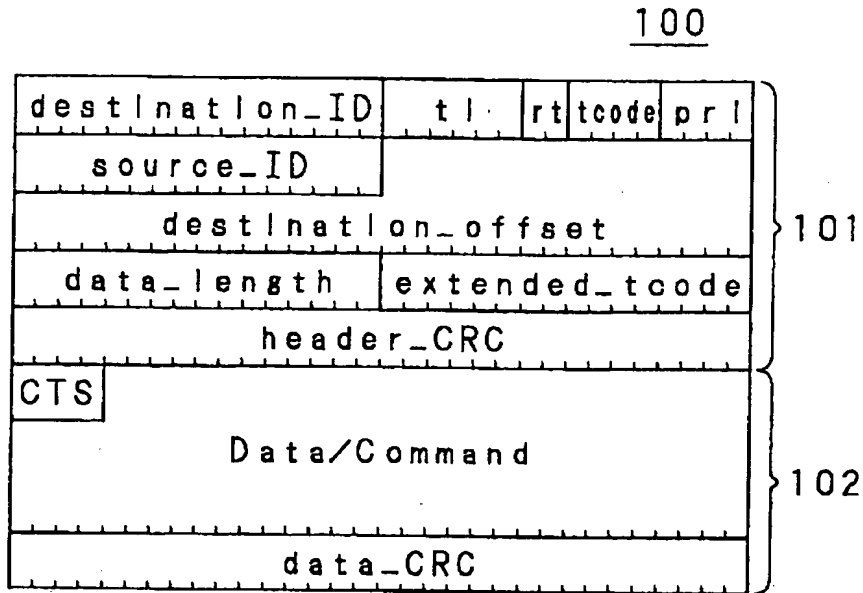 100
destination_ID tl rt tcode pri
source_ID
destination_offset
101
data_length extended_tcode
header_CRC
CTS
Data/Command
102
data_CRC